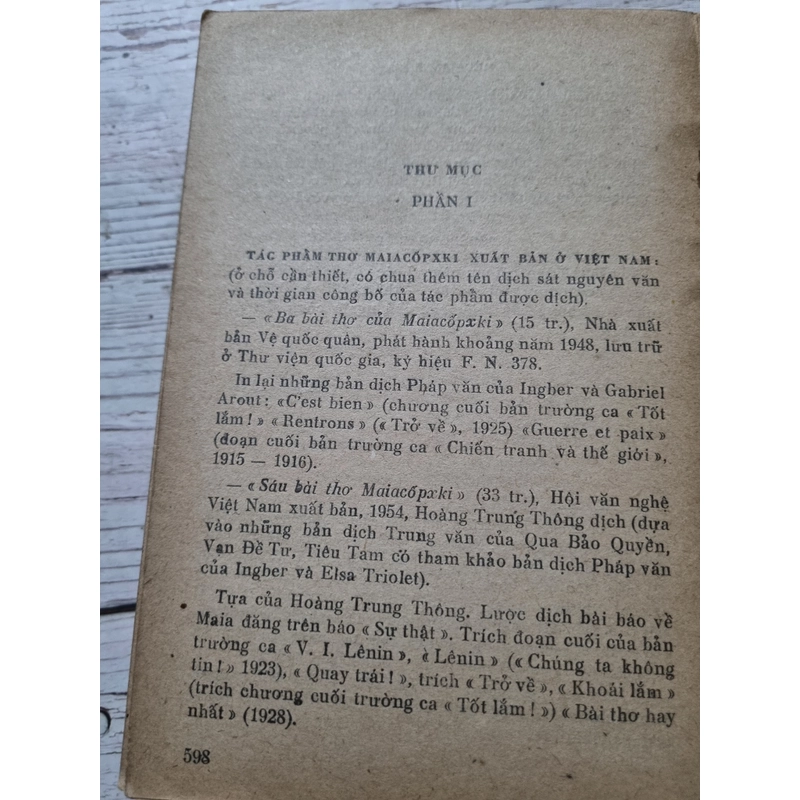 THƯ MỤC
PHẦN I
TÁC PHẨM THƠ MAIACỐPXKI XUẤT BẢN Ở VIỆT NAM :
(ở chỗ cần thiết, có chua thêm tên dịch sát nguyên văn
và thời gian công bố của tác phẩm được dịch).
— « Ba bài thơ của Maiacốpxki » (15 tr.), Nhà xuất
bản Vệ quốc quân, phát hành khoảng năm 1948, lưu trữ
ở Thư viện quốc gia, ký hiệu F. N. 378.
In lại những bản dịch Pháp văn của Ingber và Gabriel
Arout : «C'est bien » (chương cuối bản trường ca « Tốt
lắm ! » « Rentrons » (« Trở về », 1925) «Guerre et paix »
(đoạn cuối bản trường ca « Chiến tranh và thế giới »,
1915 — 1916).
— « Sáu bài thơ Maiacốpxki » (33 tr.), Hội văn nghệ
Việt Nam xuất bản, 1954, Hoàng Trung Thông dịch (dựa
vào những bản dịch Trung văn của Qua Bảo Quyền,
Vạn Đề Tư, Tiêu Tam có tham khảo bản dịch Pháp văn
của Ingber và Elsa Triolet).
Tựa của Hoàng Trung Thông. Lược dịch bài báo về
Maia đăng trên báo « Sự thật ». Trích đoạn cuối của bản
trường ca « V. I. Lênin », « Lênin » (« Chúng ta không
tin ! » 1923), « Quay trái ! », trích « Trở về », « Khoái lắm »
(trích chương cuối trường ca « Tốt lắm ! ») « Bài thơ hay
nhất » (1928).
598